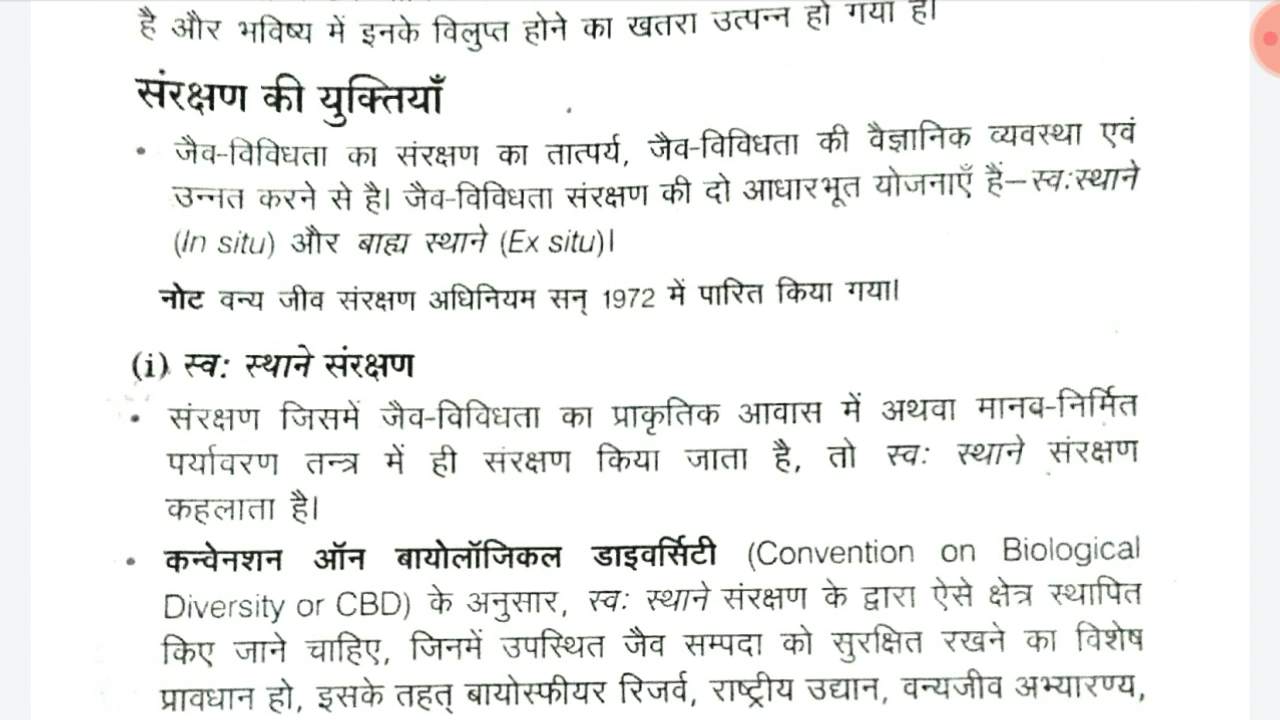 है और भविष्य में इनके विलुप्त होने का खतरा उत्पन्न हो गया है।
संरक्षण की युक्तियाँ
• जैव-विविधता का संरक्षण का तात्पर्य, जैव-विविधता की वैज्ञानिक व्यवस्था एवं
उन्नत करने से है। जैव-विविधता संरक्षण की दो आधारभूत योजनाएँ हैं—स्व:स्थाने
(In situ) और बाह्य स्थाने (Ex situ)।
नोट वन्य जीव संरक्षण अधिनियम सन् 1972 में पारित किया गया।
(i) स्व: स्थाने संरक्षण
• संरक्षण जिसमें जैव-विविधता का प्राकृतिक आवास में अथवा मानव-निर्मित
पर्यावरण तन्त्र में ही संरक्षण किया जाता है, तो स्व: स्थाने संरक्षण
कहलाता है।
• कन्वेनशन ऑन बायोलॉजिकल डाइवर्सिटी (Convention on Biological
Diversity or CBD) के अनुसार, स्व: स्थाने संरक्षण के द्वारा ऐसे क्षेत्र स्थापित
किए जाने चाहिए, जिनमें उपस्थित जैव सम्पदा को सुरक्षित रखने का विशेष
प्रावधान हो, इसके तहत् बायोस्फीयर रिजर्व, राष्ट्रीय उद्यान, वन्यजीव अभ्यारण्य,